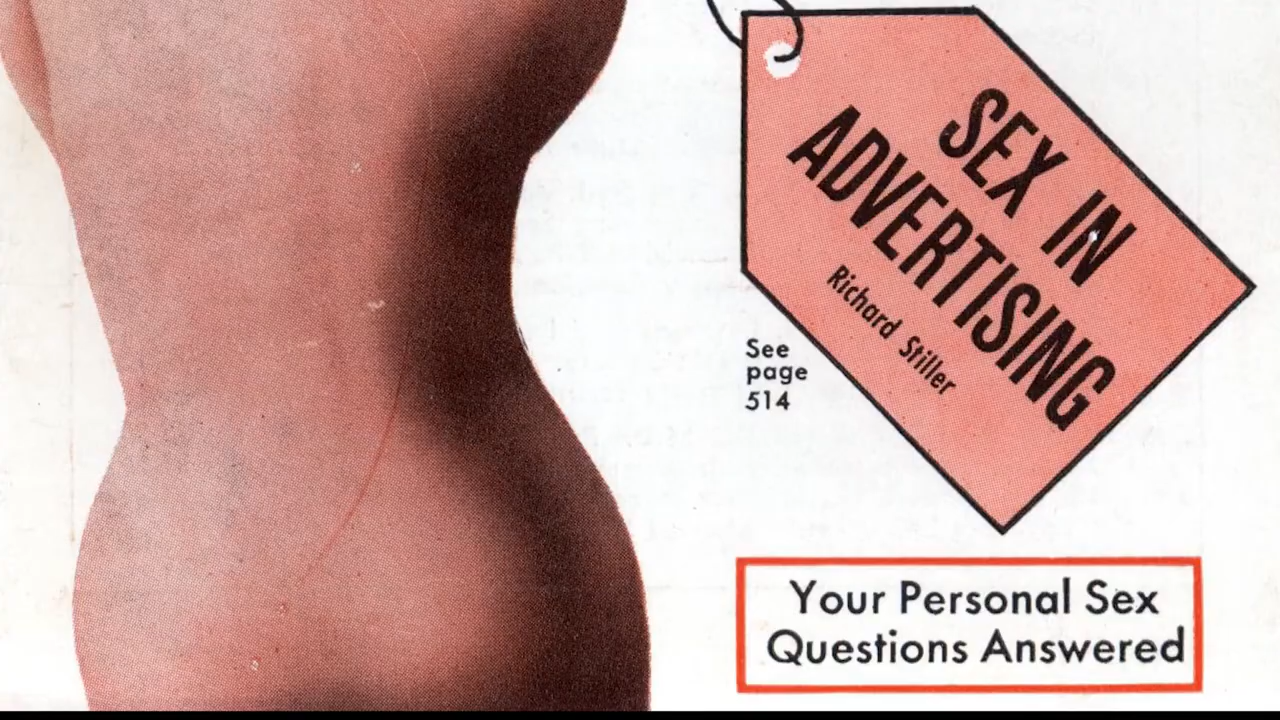 SEX IN
ADVERTISING
Richard Stiller
See
page
514
Your Personal Sex
Questions Answered